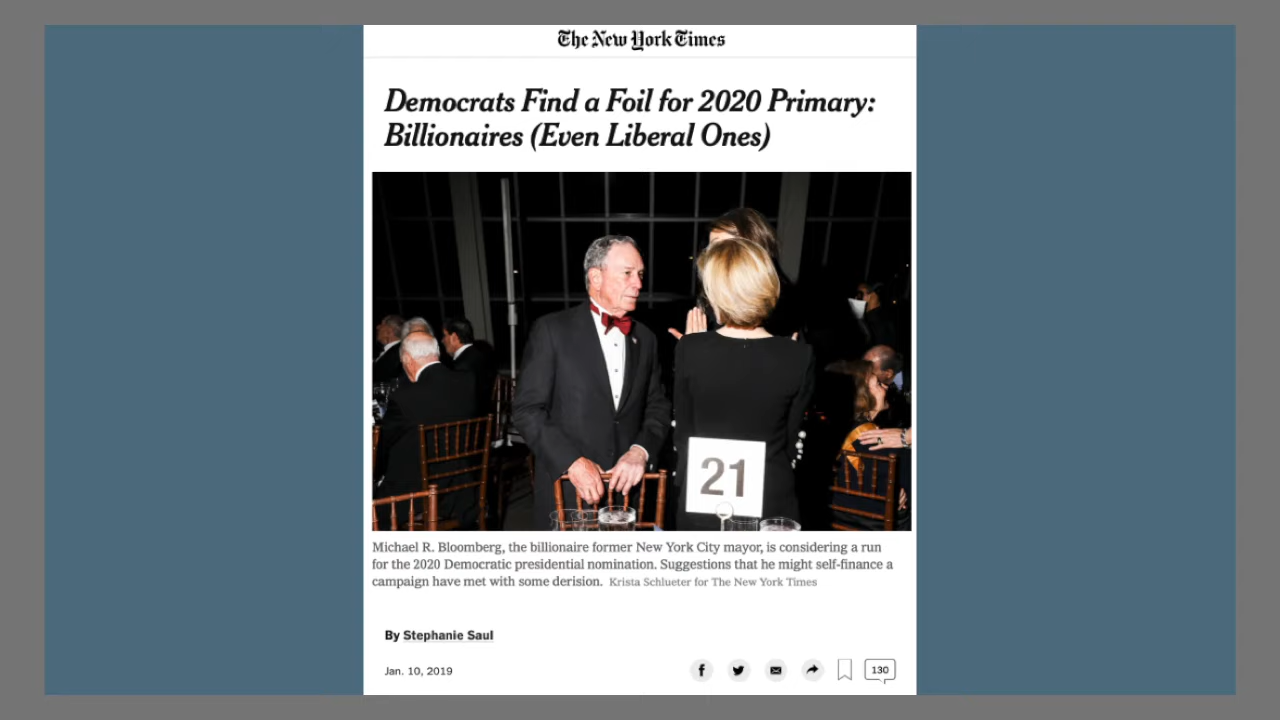 The New York Times
Democrats Find a Foil for 2020 Primary:
Billionaires (Even Liberal Ones)
21
Michael R. Bloomberg, the billionaire former New York City mayor, is considering a run
for the 2020 Democratic presidential nomination. Suggestions that he might self-finance a
campaign have met with some derision. Krista Schlueter for The New York Times
By Stephanie Saul
Jan. 10, 2019
130